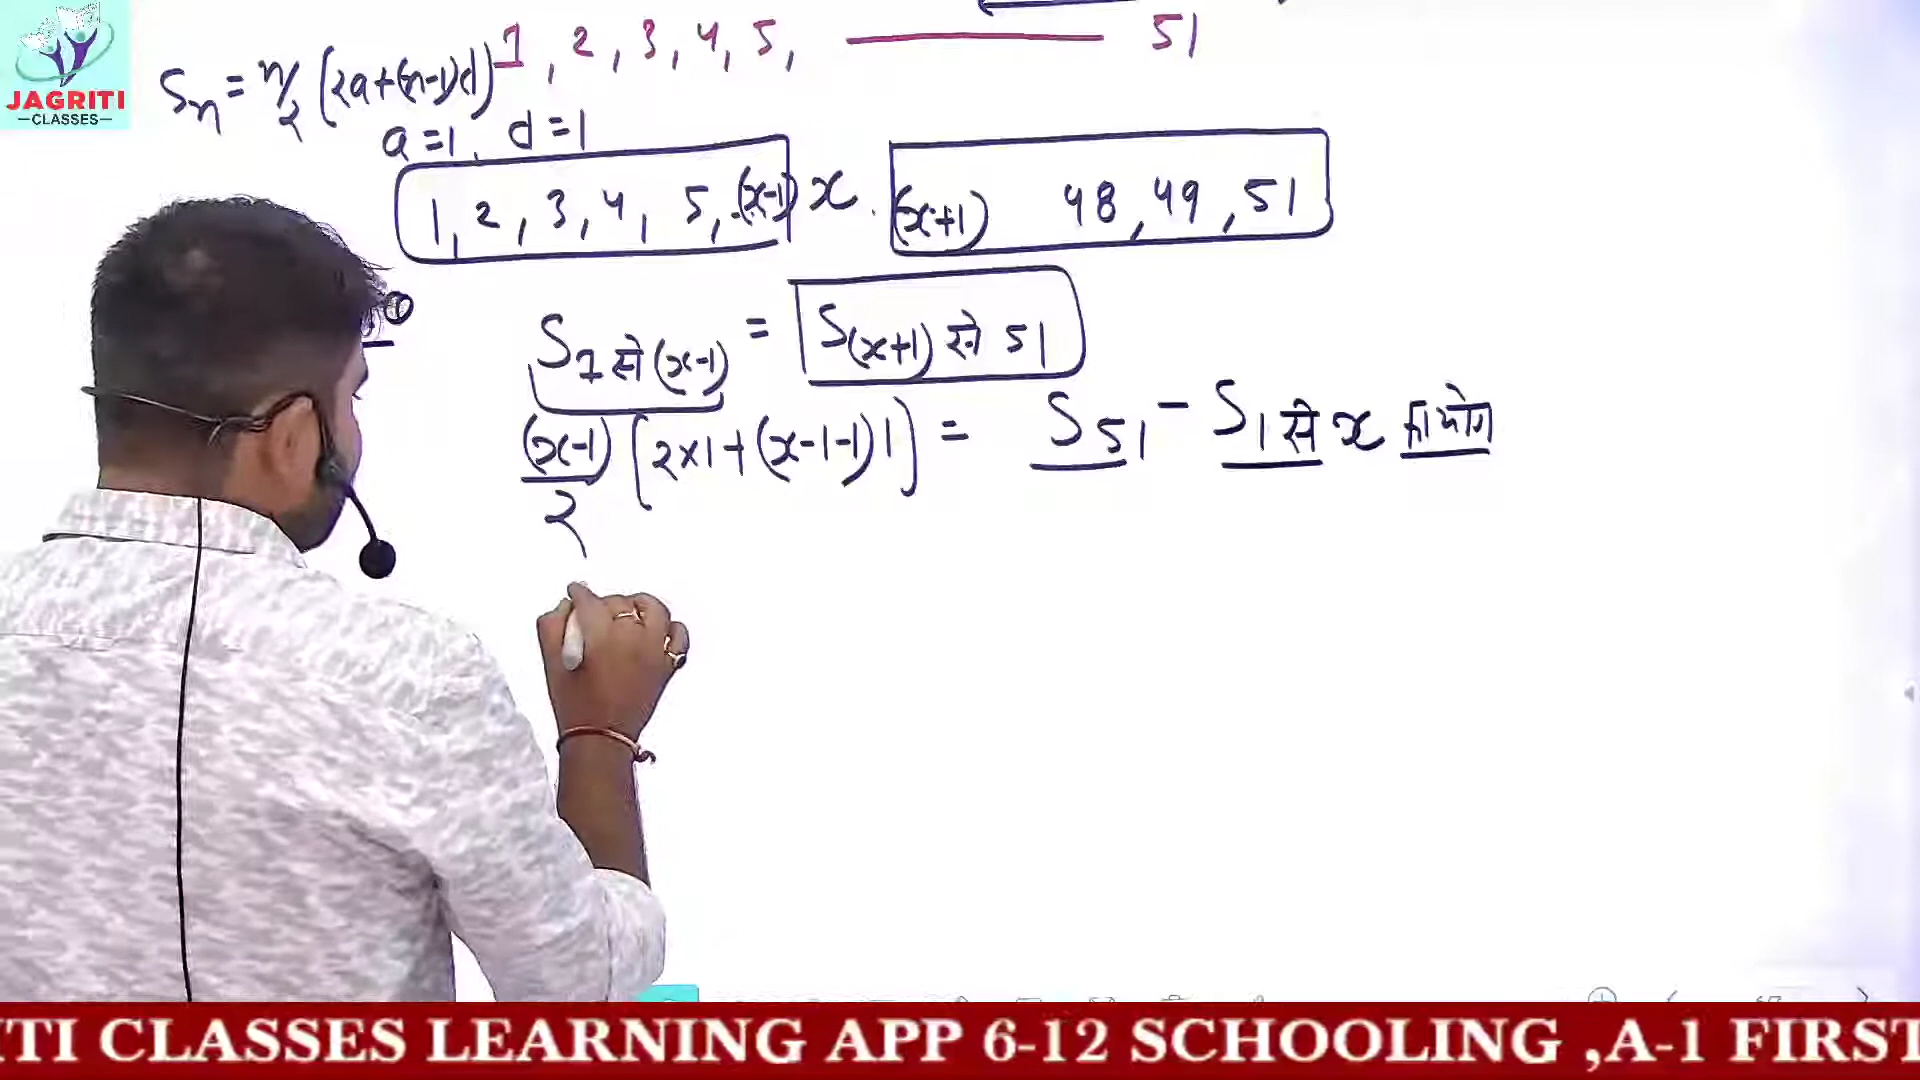 JAGRITI
—CLASSES—
1, 2, 3, 4, 5, 51
Sn = n/2 (2a+(n-1)d)
a=1, d=1
1, 2, 3, 4, 5, (x-1) x (x+1) 48, 49, 51
S1 से (x-1) = S(x+1) से 51
(x-1)/2 [2×1+(x-1-1)1] = S51 - S1 से x
ITI CLASSES LEARNING APP 6-12 SCHOOLING ,A-1 FIRST